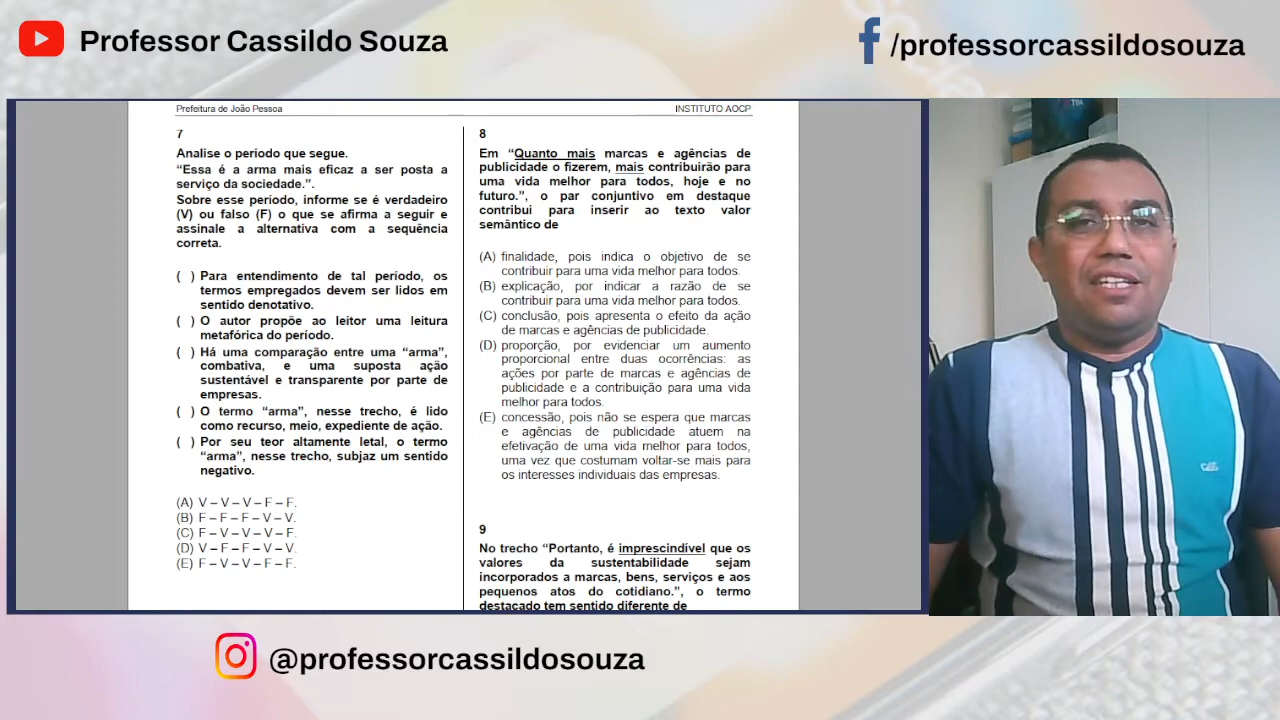 Professor Cassildo Souza
/professorcassildosouza
Prefeitura de João Pessoa
INSTITUTO AOCP
7
Analise o período que segue.
“Essa é a arma mais eficaz a ser posta a
serviço da sociedade.”.
Sobre esse período, informe se é verdadeiro
(V) ou falso (F) o que se afirma a seguir e
assinale a alternativa com a sequência
correta.
( ) Para entendimento de tal período, os
termos empregados devem ser lidos em
sentido denotativo.
( ) O autor propõe ao leitor uma leitura
metafórica do período.
( ) Há uma comparação entre uma “arma”,
combativa, e uma suposta ação
sustentável e transparente por parte de
empresas.
( ) O termo “arma”, nesse trecho, é lido
como recurso, meio, expediente de ação.
( ) Por seu teor altamente letal, o termo
“arma”, nesse trecho, subjaz um sentido
negativo.
(A) V – V – V – F – F.
(B) F – F – F – V – V.
(C) F – V – V – V – F.
(D) V – F – F – V – V.
(E) F – V – V – F – F.
8
Em “Quanto mais marcas e agências de
publicidade o fizerem, mais contribuirão para
uma vida melhor para todos, hoje e no
futuro.”, o par conjuntivo em destaque
contribui para inserir ao texto valor
semântico de
(A) finalidade, pois indica o objetivo de se
contribuir para uma vida melhor para todos.
(B) explicação, por indicar a razão de se
contribuir para uma vida melhor para todos.
(C) conclusão, pois apresenta o efeito da ação
de marcas e agências de publicidade.
(D) proporção, por evidenciar um aumento
proporcional entre duas ocorrências: as
ações por parte de marcas e agências de
publicidade e a contribuição para uma vida
melhor para todos.
(E) concessão, pois não se espera que marcas
e agências de publicidade atuem na
efetivação de uma vida melhor para todos,
uma vez que costumam voltar-se mais para
os interesses individuais das empresas.
9
No trecho “Portanto, é imprescindível que os
valores da sustentabilidade sejam
incorporados a marcas, bens, serviços e aos
pequenos atos do cotidiano.”, o termo
destacado tem sentido diferente de
@professorcassildosouza